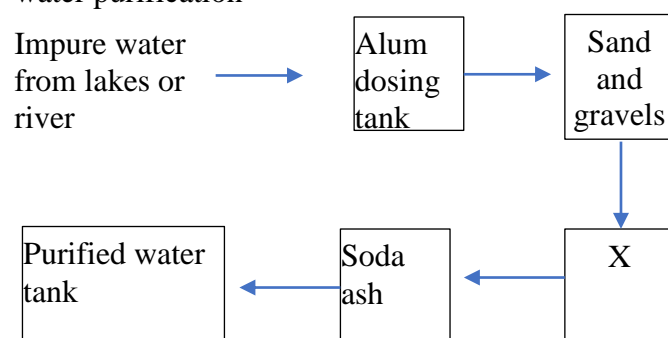 water purification
Impure water
from lakes or
river
Alum
dosing
tank
Sand
and
gravels
X
Soda
ash
Purified water
tank